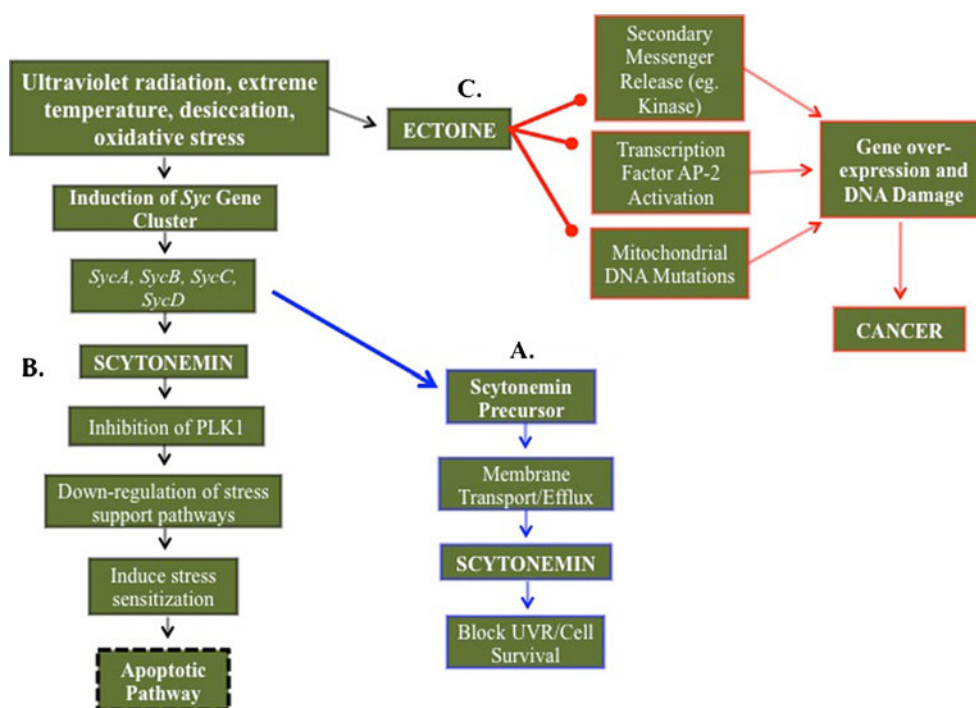 Ultraviolet radiation, extreme
temperature, desiccation,
oxidative stress
Induction of Syc Gene
Cluster
SycA, SycB, SycC,
SycD
B.
SCYTONEMIN
Inhibition of PLK1
Down-regulation of stress
support pathways
Induce stress
sensitization
Apoptotic
Pathway
A.
Scytonemin
Precursor
Membrane
Transport/Efflux
SCYTONEMIN
Block UVR/Cell
Survival
C.
ECTOINE
Secondary
Messenger
Release (eg.
Kinase)
Transcription
Factor AP-2
Activation
Mitochondrial
DNA Mutations
Gene over-
expression and
DNA Damage
CANCER